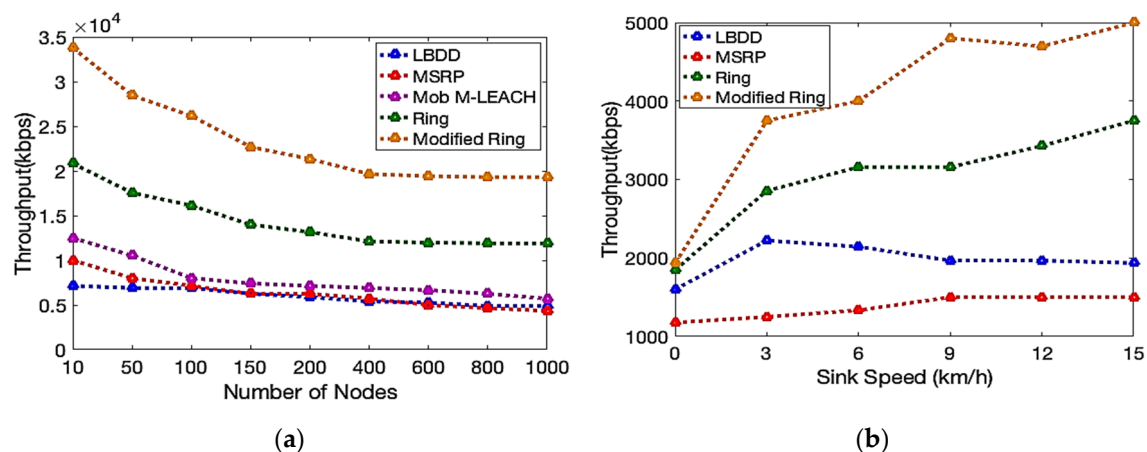 ×10⁴
3.5
3
2.5
2
1.5
1
0.5
0
Throughput(kbps)
LBDD
MSRP
Mob M-LEACH
Ring
Modified Ring
10 50 100 150 200 400 600 800 1000
Number of Nodes
(a)
5000
4000
3000
2000
1000
Throughput(kbps)
LBDD
MSRP
Ring
Modified Ring
0 3 6 9 12 15
Sink Speed (km/h)
(b)